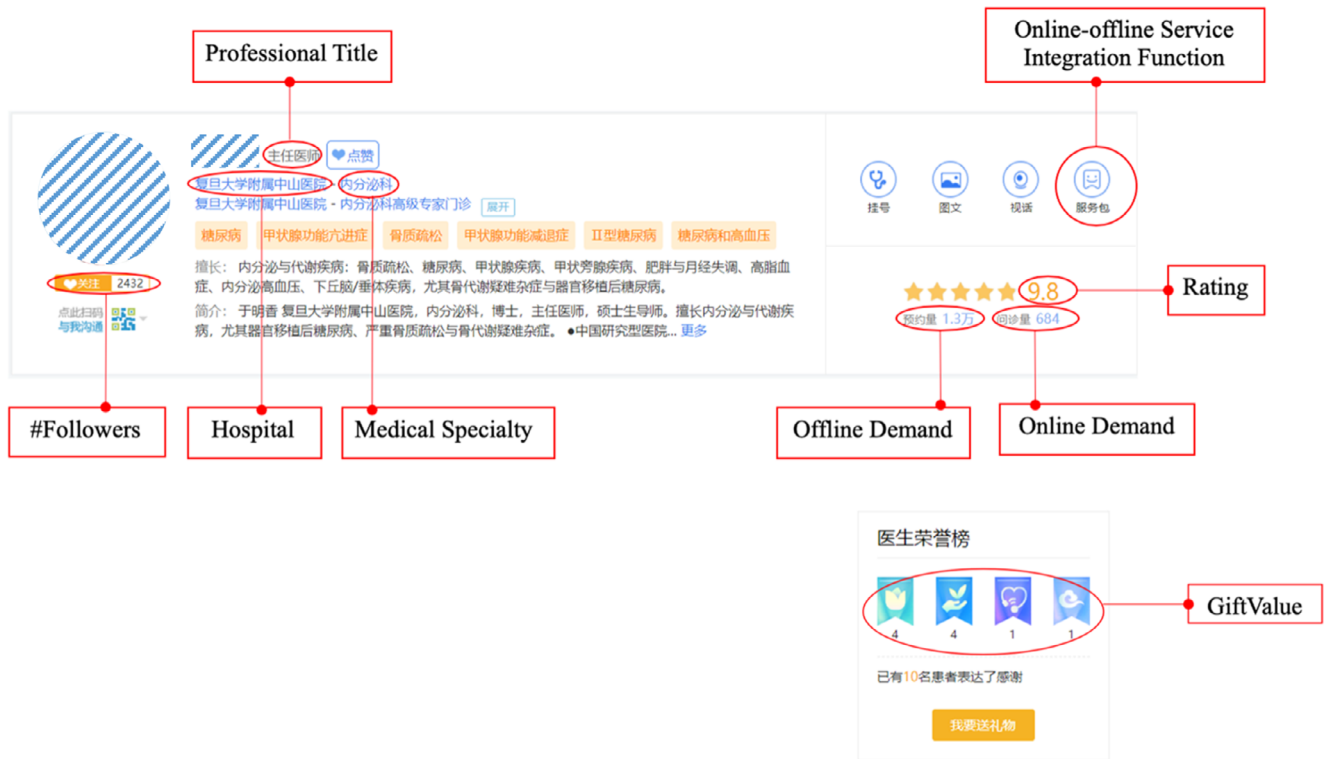 Professional Title
Online-offline Service
Integration Function
主任医师 点赞
复旦大学附属中山医院 - 内分泌科
复旦大学附属中山医院 - 内分泌科高级专家门诊 展开
糖尿病 甲状腺功能亢进症 骨质疏松 甲状腺功能减退症 II型糖尿病 糖尿病和高血压
擅长： 内分泌与代谢疾病：骨质疏松、糖尿病、甲状腺疾病、甲状旁腺疾病、肥胖与月经失调、高脂血
症、内分泌高血压、下丘脑/垂体疾病，尤其骨代谢疑难杂症与器官移植后糖尿病。
简介： 于明香 复旦大学附属中山医院，内分泌科，博士，主任医师，硕士生导师。擅长内分泌与代谢疾
病，尤其器官移植后糖尿病、严重骨质疏松与骨代谢疑难杂症。 ●中国研究型医院... 更多
关注 2432
点此扫码
与我沟通
挂号 图文 视话 服务包
9.8
预约量 1.3万 问诊量 684
Rating
#Followers
Hospital
Medical Specialty
Offline Demand
Online Demand
医生荣誉榜
4 4 1 1
GiftValue
已有10名患者表达了感谢
我要送礼物